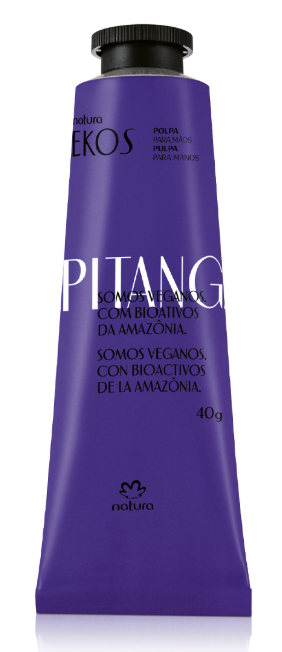 natura
EKOS
POLPA
PARA MÃOS
PULPA
PARA MANOS
PITANG
SOMOS VEGANOS.
COM BIOATIVOS
DA AMAZÔNIA.
SOMOS VEGANOS.
CON BIOACTIVOS
DE LA AMAZÔNIA.
40g
natura